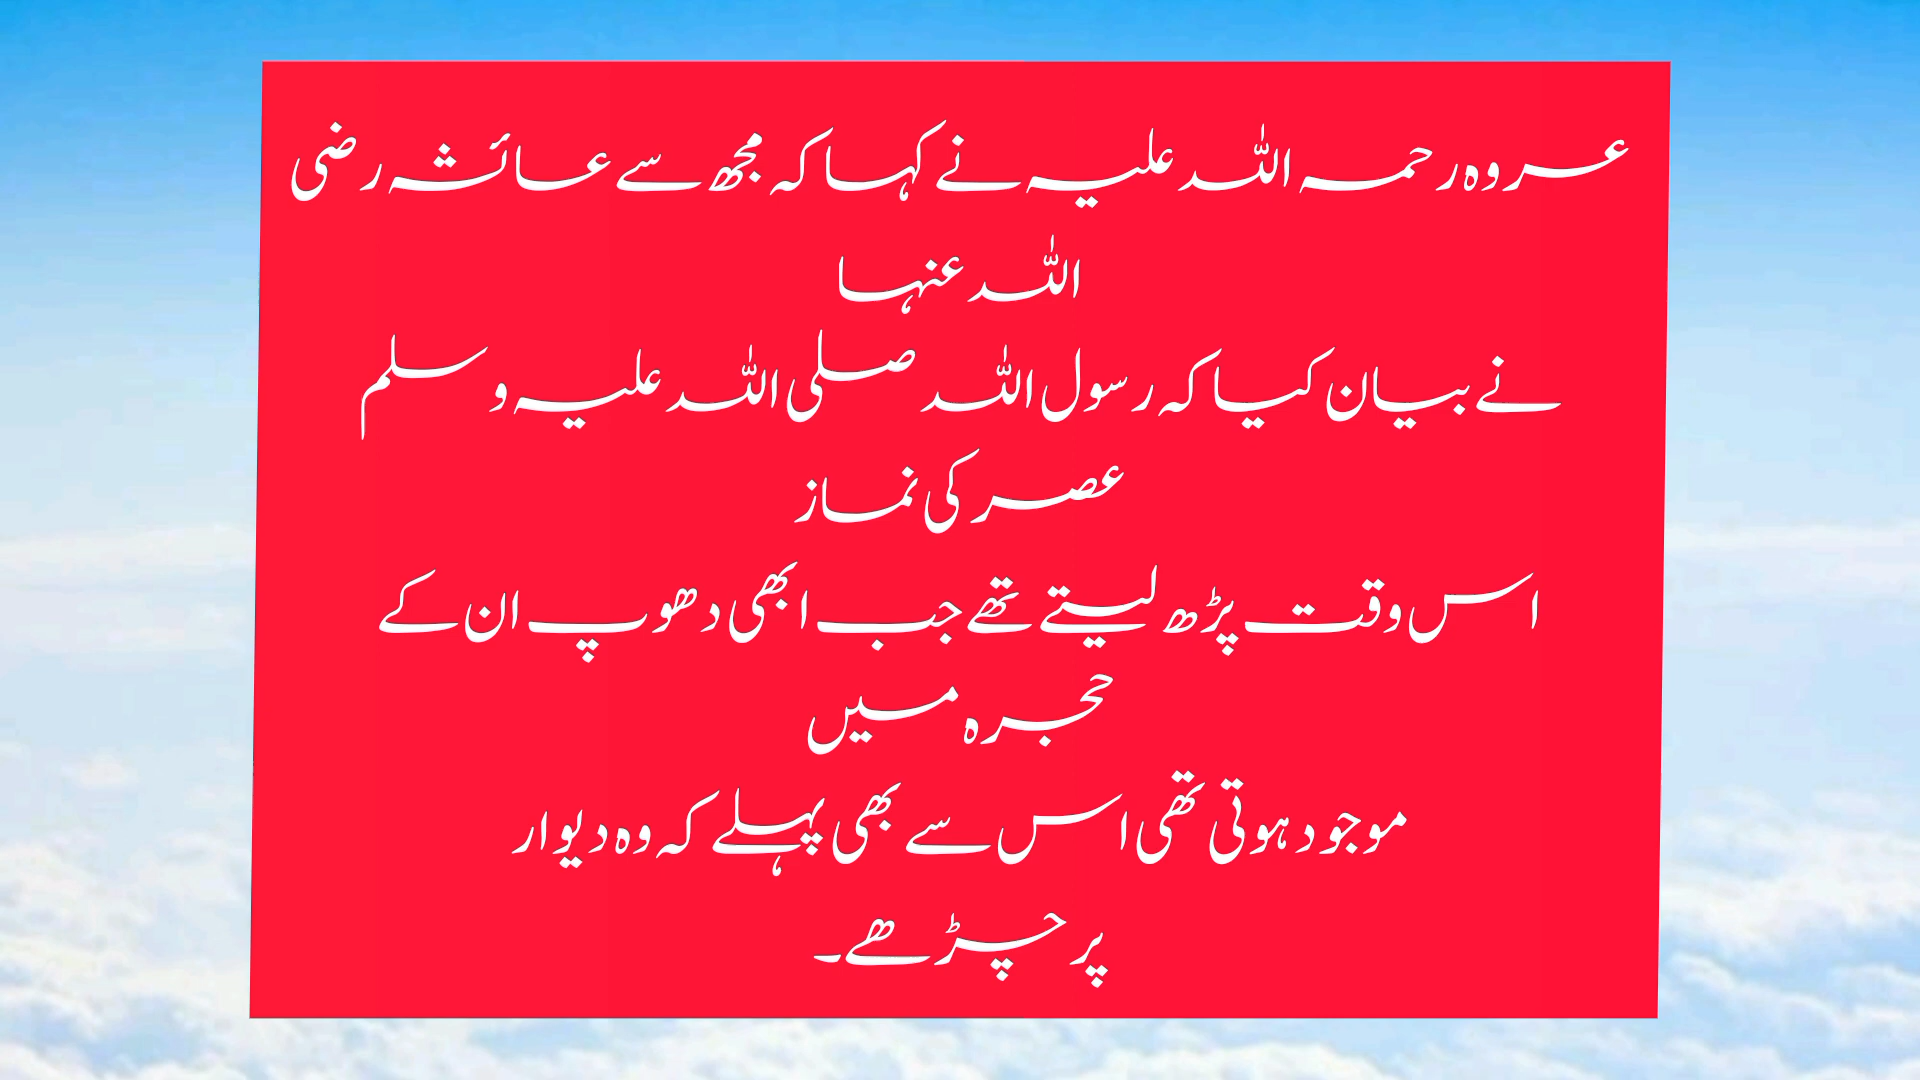 عروہ رحمہ اللہ علیہ نے کہا کہ مجھ سے عائشہ رضی
اللہ عنہا
نے بیان کیا کہ رسول اللہ صلی اللہ علیہ وسلم
عصر کی نماز
اس وقت پڑھ لیتے تھے جب ابھی دھوپ ان کے
حجرہ میں
موجود ہوتی تھی اس سے بھی پہلے کہ وہ دیوار
پر چڑھے۔